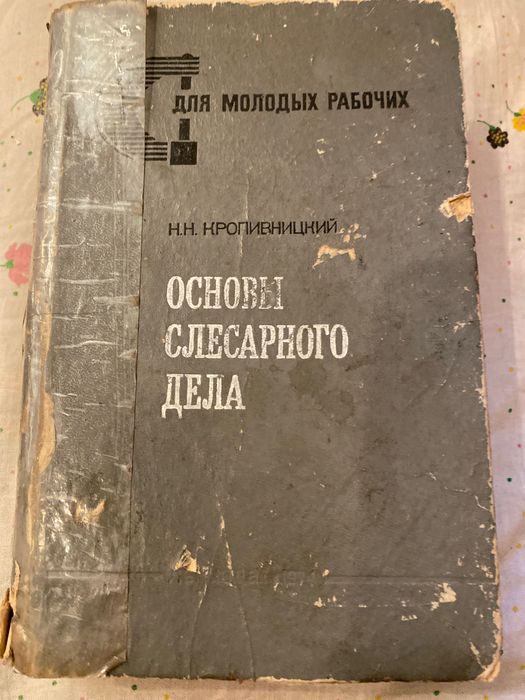 ДЛЯ МОЛОДЫХ РАБОЧИХ
Н.Н. КРОПИВНИЦКИЙ
ОСНОВЫ
СЛЕСАРНОГО
ДЕЛА